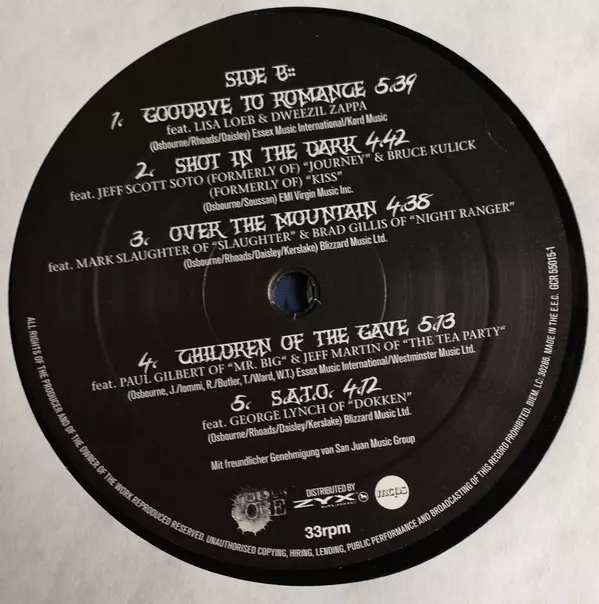 SIDE B::
1. GOODBYE TO ROMANCE 5.39
feat. LISA LOEB & DWEEZIL ZAPPA
(Osbourne/Rhoads/Daisley) Essex Music International/Kord Music
2. SHOT IN THE DARK 4.42
feat. JEFF SCOTT SOTO (FORMERLY OF) "JOURNEY" & BRUCE KULICK
(FORMERLY OF) "KISS"
(Osbourne/Soussan) EMI Virgin Music Inc.
3. OVER THE MOUNTAIN 4.38
feat. MARK SLAUGHTER OF "SLAUGHTER" & BRAD GILLIS OF "NIGHT RANGER"
(Osbourne/Rhoads/Daisley/Kerslake) Blizzard Music Ltd.
4. CHILDREN OF THE GAVE 5.13
feat. PAUL GILBERT OF "MR. BIG" & JEFF MARTIN OF "THE TEA PARTY"
(Osbourne, J./Iommi, R./Butler, T./Ward, W.T.) Essex Music International/Westminster Music Ltd.
5. S.A.T.O. 4.12
feat. GEORGE LYNCH OF "DOKKEN"
(Osbourne/Rhoads/Daisley/Kerslake) Blizzard Music Ltd.
Mit freundlicher Genehmigung von San Juan Music Group
DISTRIBUTED BY
ZYX
MUSIC
mcps
33rpm
ALL RIGHTS OF THE PRODUCER AND OF THE OWNER OF THE WORK REPRODUCED RESERVED. UNAUTHORISED COPYING, HIRING, LENDING, PUBLIC PERFORMANCE AND BROADCASTING OF THIS RECORD PROHIBITED. BIEM, LC: 30286, MADE IN THE E.E.C. GCR 55015-1